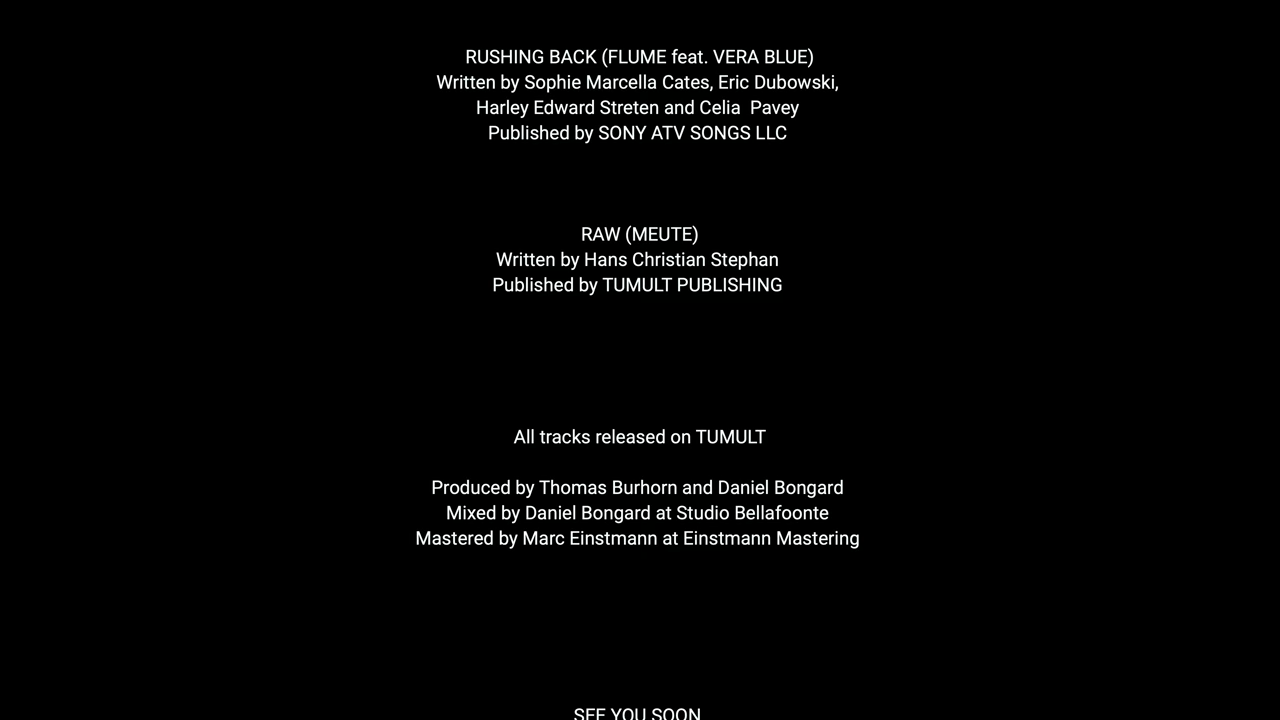 RUSHING BACK (FLUME feat. VERA BLUE)
Written by Sophie Marcella Cates, Eric Dubowski,
Harley Edward Streten and Celia  Pavey
Published by SONY ATV SONGS LLC
RAW (MEUTE)
Written by Hans Christian Stephan
Published by TUMULT PUBLISHING
All tracks released on TUMULT
Produced by Thomas Burhorn and Daniel Bongard
Mixed by Daniel Bongard at Studio Bellafoonte
Mastered by Marc Einstmann at Einstmann Mastering
SEE YOU SOON